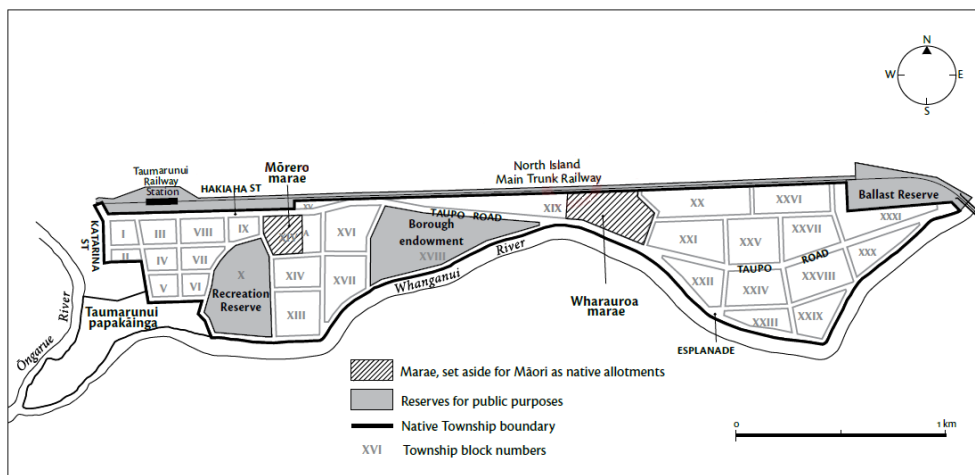 N
W
E
S
Taumarunui
Railway
Station
HAKIAHA ST
Mōrero
marae
North Island
Main Trunk Railway
KATARINA
ST
TAUPO ROAD
Ballast Reserve
I
III
VIII
IX
XV
XVI
XIX
XX
XXVI
XXXI
II
IV
VII
X
XIV
A
Borough
endowment
XVIII
XXI
XXV
XXVII
XXX
V
VI
Recreation
Reserve
XIV
XVII
XIII
TAUPO ROAD
XXII
XXIV
XXVIII
XXIII
XXIX
Whanganui River
Wharauroa
marae
Taumarunui
papakāinga
Ōngarue
River
ESPLANADE
Marae, set aside for Māori as native allotments
Reserves for public purposes
Native Township boundary
XVI Township block numbers
0 1 km